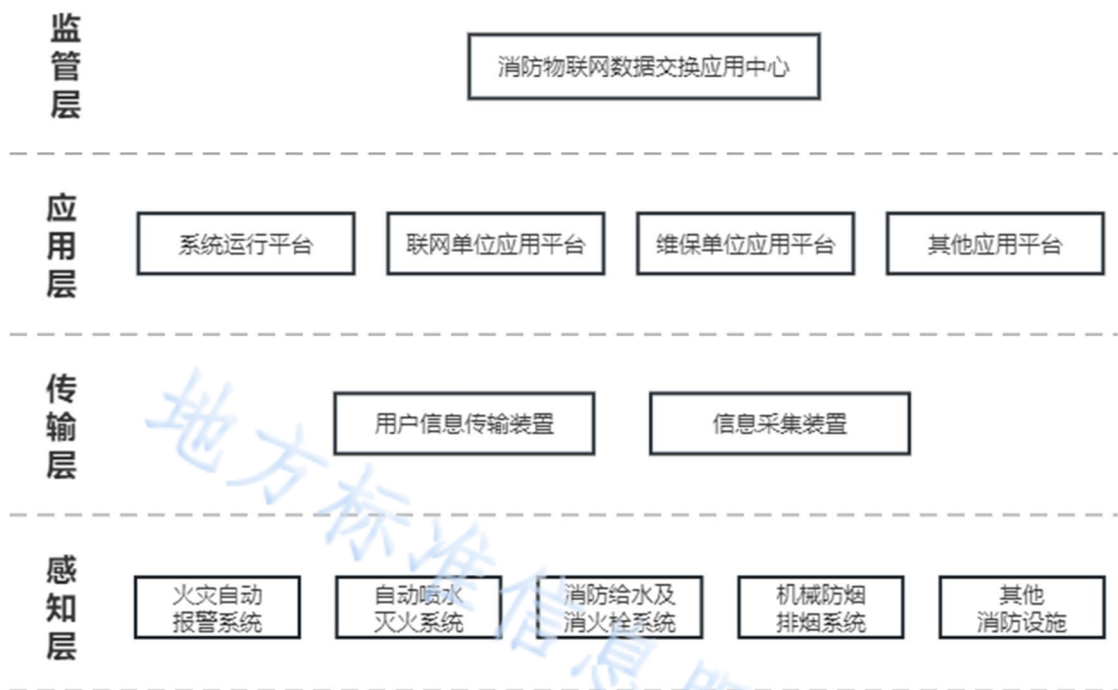 监管层
消防物联网数据交换应用中心
应用层
系统运行平台
联网单位应用平台
维保单位应用平台
其他应用平台
传输层
用户信息传输装置
信息采集装置
感知层
火灾自动
报警系统
自动喷水
灭火系统
消防给水及
消火栓系统
机械防烟
排烟系统
其他
消防设施
地方标准信息